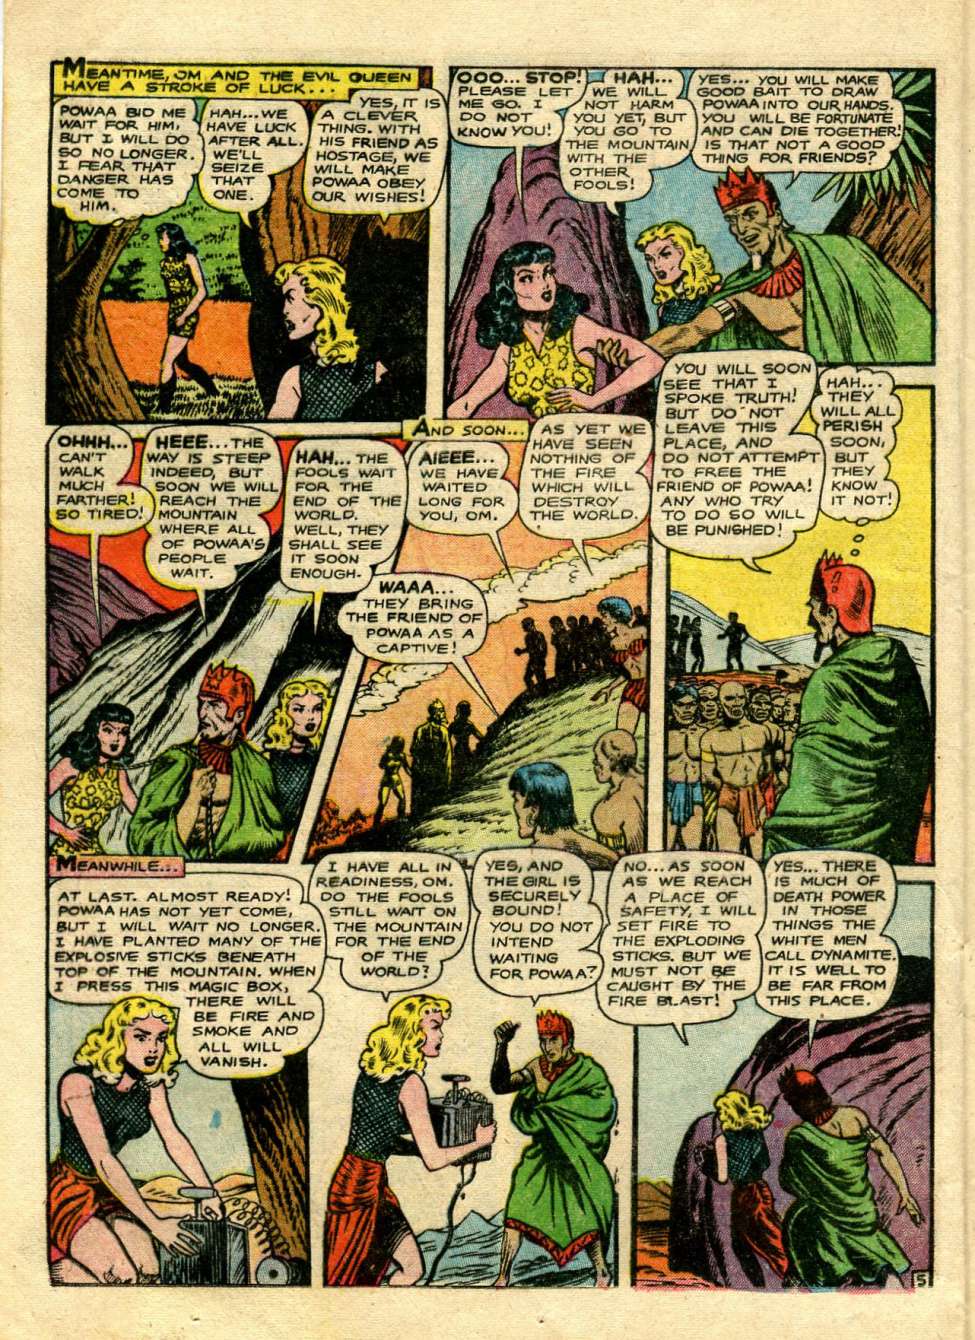 MEANTIME, OM AND THE EVIL QUEEN
HAVE A STROKE OF LUCK...
POWAA BID ME
WAIT FOR HIM,
BUT I WILL DO
SO NO LONGER.
I FEAR THAT
DANGER HAS
COME TO
HIM.
HAH...WE
HAVE LUCK
AFTER ALL.
WE'LL
SEIZE
THAT
ONE.
YES, IT IS
A CLEVER
THING. WITH
HIS FRIEND AS
HOSTAGE, WE
WILL MAKE
POWAA OBEY
OUR WISHES!
OOO... STOP!
PLEASE LET
ME GO. I
DO NOT
KNOW YOU!
HAH...
WE WILL
NOT HARM
YOU YET, BUT
YOU GO TO
THE MOUNTAIN
WITH THE
OTHER
FOOLS!
YES... YOU WILL MAKE
GOOD BAIT TO DRAW
POWAA INTO OUR HANDS.
YOU WILL BE FORTUNATE
AND CAN DIE TOGETHER!
IS THAT NOT A GOOD
THING FOR FRIENDS?
OHHH...
CAN'T
WALK
MUCH
FARTHER!
SO TIRED!
HEEE...THE
WAY IS STEEP
INDEED, BUT
SOON WE WILL
REACH THE
MOUNTAIN
WHERE ALL
OF POWAA'S
PEOPLE
WAIT.
HAH...THE
FOOLS WAIT
FOR THE
END OF THE
WORLD.
WELL, THEY
SHALL SEE
IT SOON
ENOUGH.
AND SOON...
AIEEE...
WE HAVE
WAITED
LONG FOR
YOU, OM.
AS YET WE
HAVE SEEN
NOTHING OF
THE FIRE
WHICH WILL
DESTROY
THE WORLD.
WAAA...
THEY BRING
THE FRIEND OF
POWAA AS A
CAPTIVE!
YOU WILL SOON
SEE THAT I
SPOKE TRUTH!
BUT DO NOT
LEAVE THIS
PLACE, AND
DO NOT ATTEMPT
TO FREE THE
FRIEND OF POWAA!
ANY WHO TRY
TO DO SO WILL
BE PUNISHED!
HAH...
THEY
WILL ALL
PERISH
SOON,
BUT
THEY
KNOW
IT NOT!
MEANWHILE...
AT LAST. ALMOST READY!
POWAA HAS NOT YET COME,
BUT I WILL WAIT NO LONGER.
I HAVE PLANTED MANY OF THE
EXPLOSIVE STICKS BENEATH
TOP OF THE MOUNTAIN. WHEN
I PRESS THIS MAGIC BOX,
THERE WILL
BE FIRE AND
SMOKE AND
ALL WILL
VANISH.
I HAVE ALL IN
READINESS, OM.
DO THE FOOLS
STILL WAIT ON
THE MOUNTAIN
FOR THE END
OF THE
WORLD?
YES, AND
THE GIRL IS
SECURELY
BOUND!
YOU DO NOT
INTEND
WAITING
FOR POWAA?
NO...AS SOON
AS WE REACH
A PLACE OF
SAFETY, I WILL
SET FIRE TO
THE EXPLODING
STICKS. BUT WE
MUST NOT BE
CAUGHT BY THE
FIRE BLAST!
YES... THERE
IS MUCH OF
DEATH POWER
IN THOSE
THINGS THE
WHITE MEN
CALL DYNAMITE.
IT IS WELL TO
BE FAR FROM
THIS PLACE.
5